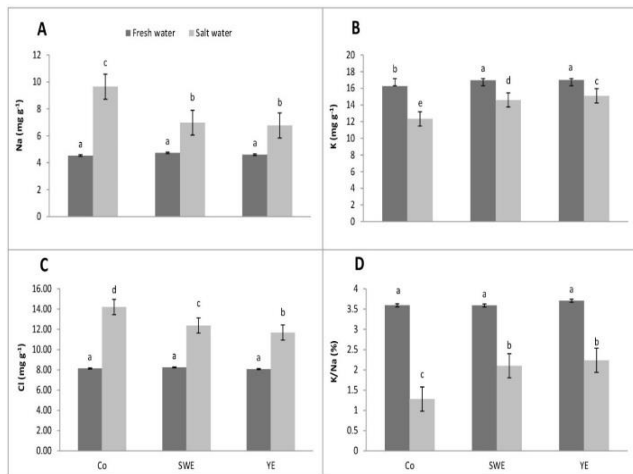 A
Fresh water
Salt water
Na (mg g⁻¹)
12
10
8
6
4
2
0
a
c
a
b
a
b
B
K (mg g⁻¹)
20
18
16
14
12
10
8
6
4
2
0
b
e
a
d
a
c
C
Cl (mg g⁻¹)
16.00
14.00
12.00
10.00
8.00
6.00
4.00
2.00
0.00
a
d
a
c
a
b
Co
SWE
YE
D
K/Na (%)
4
3.5
3
2.5
2
1.5
1
0.5
0
a
c
a
b
a
b
Co
SWE
YE